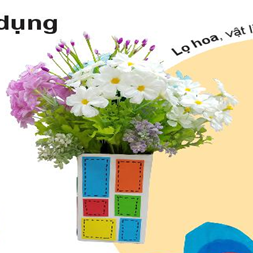 dụng
Lọ hoa, vật